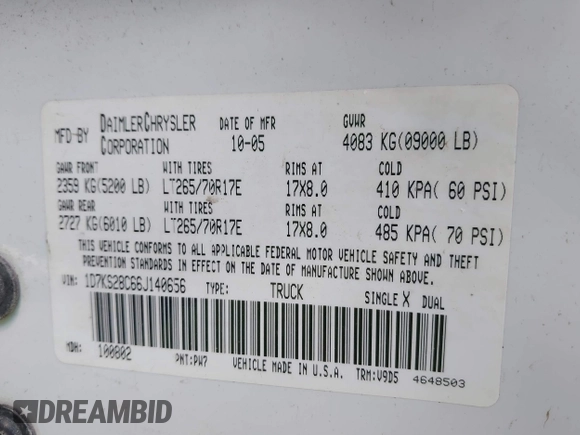 MFD BY DAIMLERCHRYSLER CORPORATION DATE OF MFR 10-05 GVWR 4083 KG(09000 LB)
GAWR FRONT WITH TIRES RIMS AT COLD
2359 KG(5200 LB) LT265/70R17E 17X8.0 410 KPA( 60 PSI)
GAWR REAR WITH TIRES RIMS AT COLD
2727 KG(6010 LB) LT265/70R17E 17X8.0 485 KPA( 70 PSI)
THIS VEHICLE CONFORMS TO ALL APPLICABLE FEDERAL MOTOR VEHICLE SAFETY AND THEFT
PREVENTION STANDARDS IN EFFECT ON THE DATE OF MANUFACTURE SHOWN ABOVE.
VIN: 1D7KS28C66J140656 TYPE: TRUCK SINGLE X DUAL
MDH: 100802 PNT:PW7 VEHICLE MADE IN U.S.A. TRM:V9D5 4648503
DREAMBID